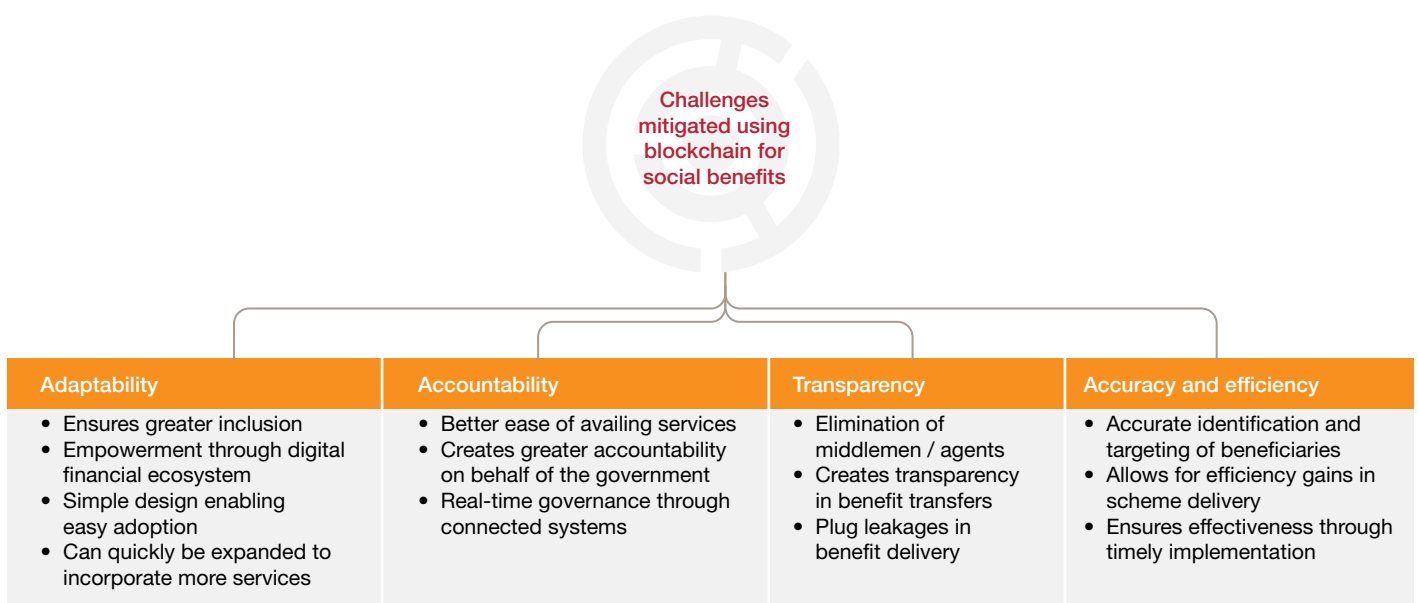 Challenges
mitigated using
blockchain for
social benefits
Adaptability
• Ensures greater inclusion
• Empowerment through digital
financial ecosystem
• Simple design enabling
easy adoption
• Can quickly be expanded to
incorporate more services
Accountability
• Better ease of availing services
• Creates greater accountability
on behalf of the government
• Real-time governance through
connected systems
Transparency
• Elimination of
middlemen / agents
• Creates transparency
in benefit transfers
• Plug leakages in
benefit delivery
Accuracy and efficiency
• Accurate identification and
targeting of beneficiaries
• Allows for efficiency gains in
scheme delivery
• Ensures effectiveness through
timely implementation